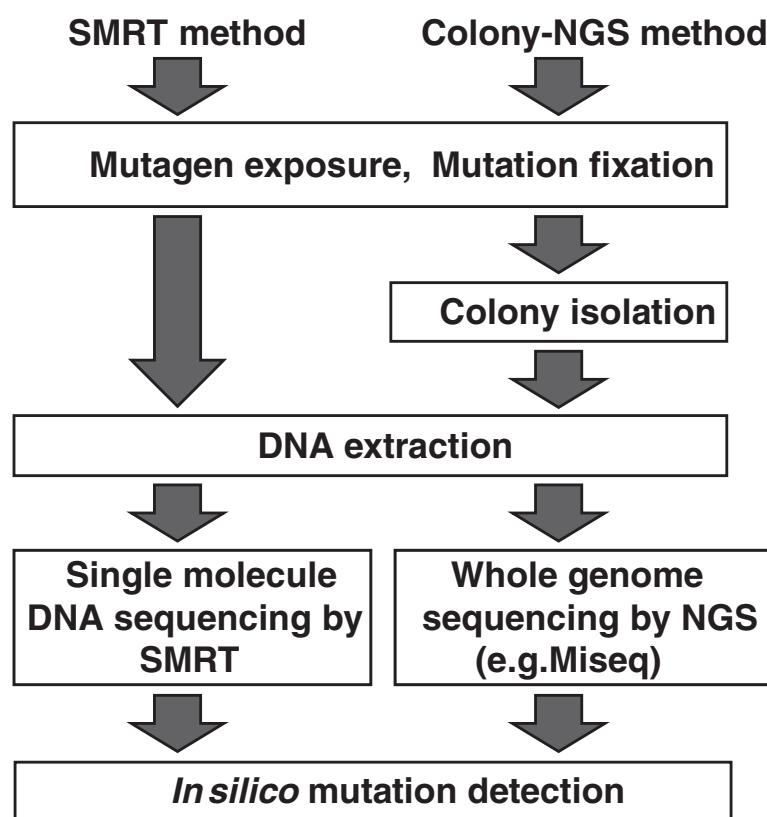 SMRT method
Colony-NGS method
Mutagen exposure, Mutation fixation
Colony isolation
DNA extraction
Single molecule
DNA sequencing by
SMRT
Whole genome
sequencing by NGS
(e.g.Miseq)
In silico mutation detection